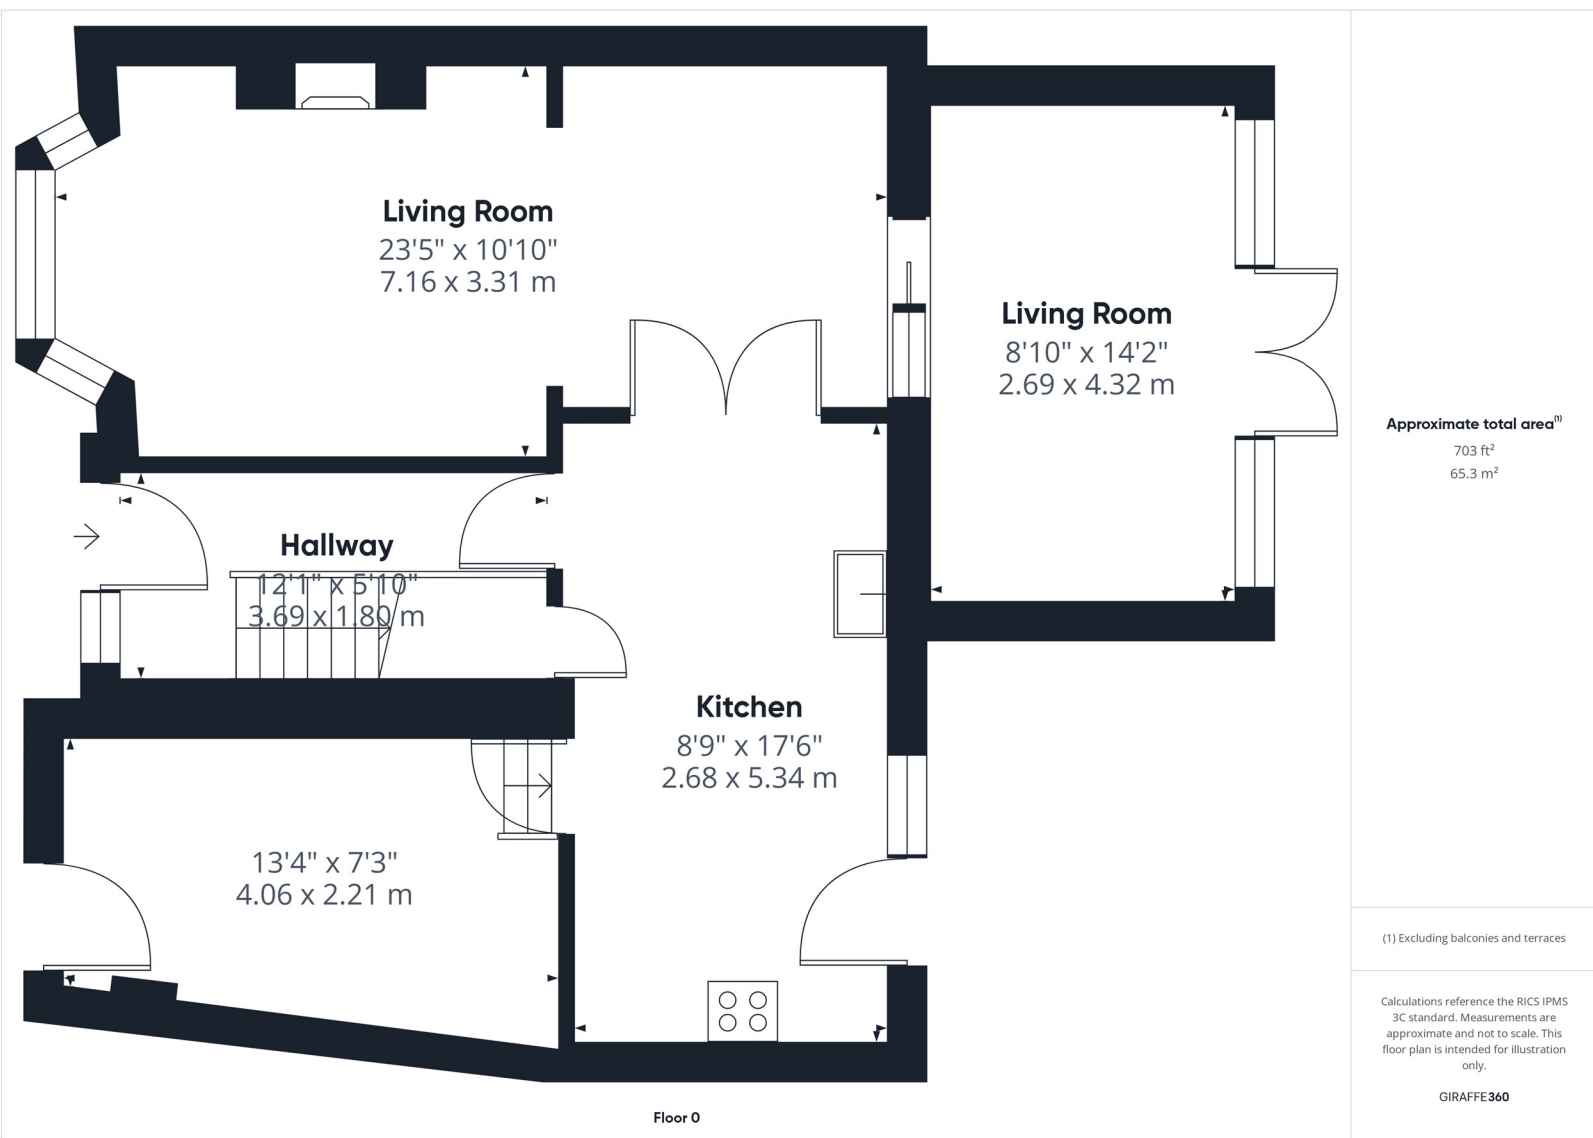 Living Room
23'5" x 10'10"
7.16 x 3.31 m
Living Room
8'10" x 14'2"
2.69 x 4.32 m
Hallway
12'1" x 5'10"
3.69 x 1.80 m
Kitchen
8'9" x 17'6"
2.68 x 5.34 m
13'4" x 7'3"
4.06 x 2.21 m
Floor 0
Approximate total area(1)
703 ft²
65.3 m²
(1) Excluding balconies and terraces
Calculations reference the RICS IPMS
3C standard. Measurements are
approximate and not to scale. This
floor plan is intended for illustration
only.
GIRAFFE360